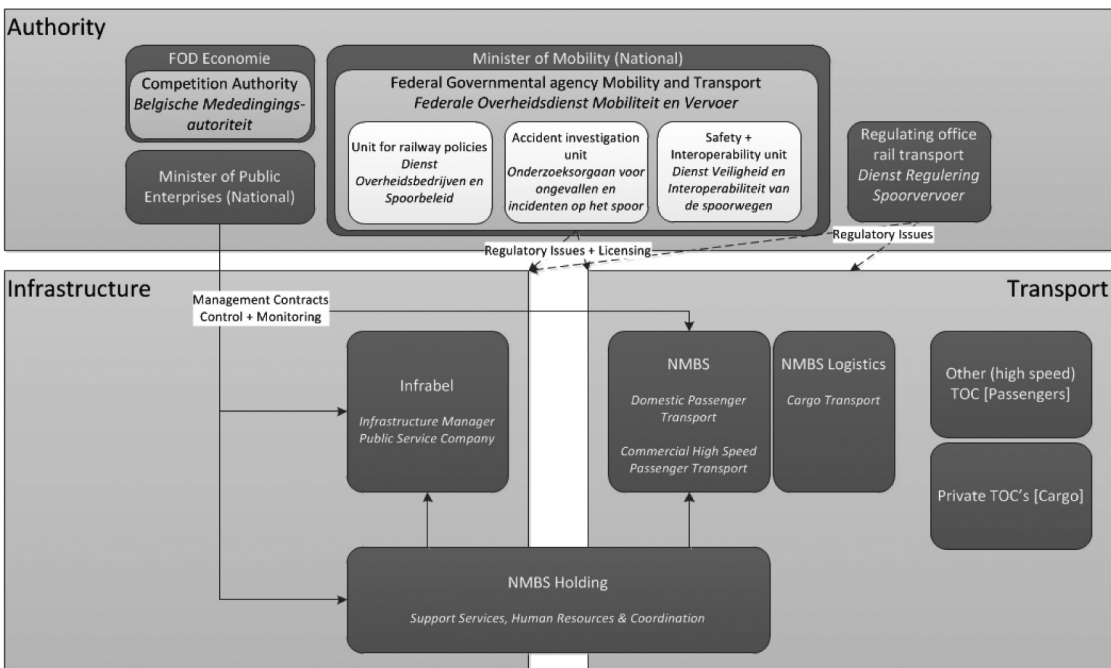 Authority
FOD Economie
Competition Authority
Belgische Mededingings-
autoriteit
Minister of Public
Enterprises (National)
Minister of Mobility (National)
Federal Governmental agency Mobility and Transport
Federale Overheidsdienst Mobiliteit en Vervoer
Unit for railway policies
Dienst
Overheidsbedrijven en
Spoorbeleid
Accident investigation
unit
Onderzoeksorgaan voor
ongevallen en
incidenten op het spoor
Safety +
Interoperability unit
Dienst Veiligheid en
Interoperabiliteit van
de spoorwegen
Regulating office
rail transport
Dienst Regulering
Spoorvervoer
Regulatory Issues + Licensing
Regulatory Issues
Infrastructure
Transport
Management Contracts
Control + Monitoring
Infrabel
Infrastructure Manager
Public Service Company
NMBS
Domestic Passenger
Transport
Commercial High Speed
Passenger Transport
NMBS Logistics
Cargo Transport
Other (high speed)
TOC [Passengers]
Private TOC's [Cargo]
NMBS Holding
Support Services, Human Resources & Coordination